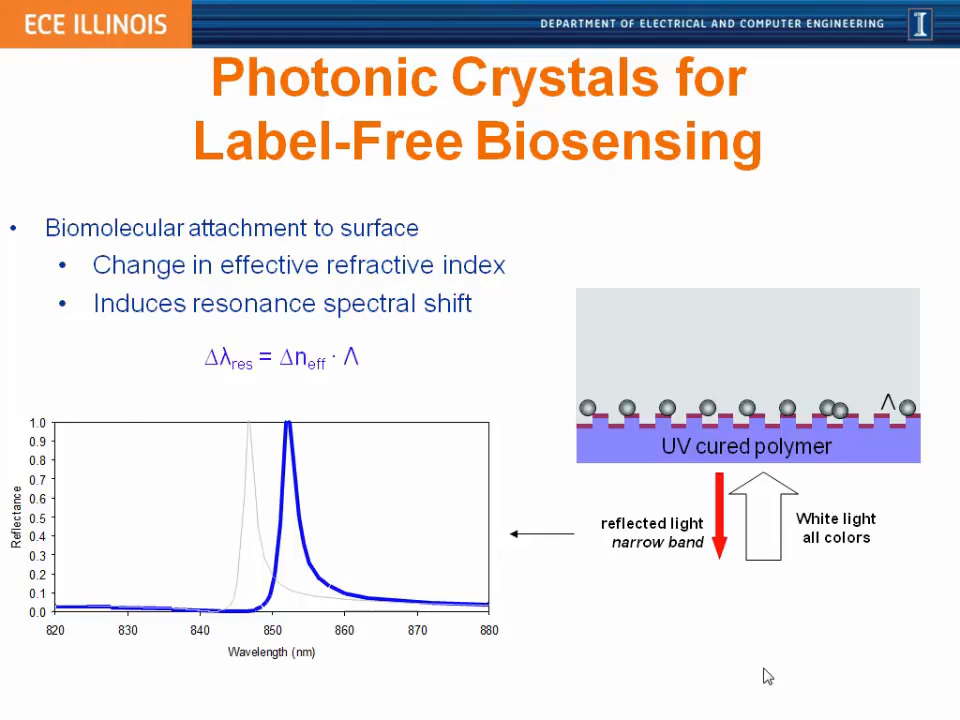 ECE ILLINOIS
DEPARTMENT OF ELECTRICAL AND COMPUTER ENGINEERING
I
Photonic Crystals for
Label-Free Biosensing
• Biomolecular attachment to surface
• Change in effective refractive index
• Induces resonance spectral shift
Δλres = Δneff · Λ
Λ
UV cured polymer
reflected light
narrow band
White light
all colors
1.0
0.9
0.8
0.7
0.6
0.5
0.4
0.3
0.2
0.1
0.0
Reflectance
820 830 840 850 860 870 880
Wavelength (nm)